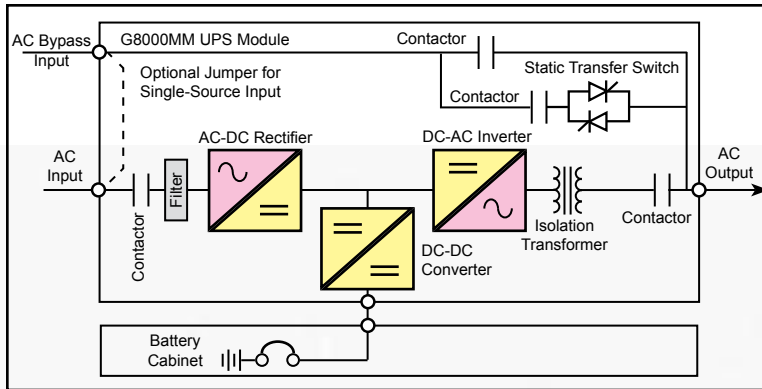 AC Bypass
Input
G8000MM UPS Module
Contactor
Optional Jumper for
Single-Source Input
Static Transfer Switch
Contactor
AC-DC Rectifier
DC-AC Inverter
AC
Input
AC
Output
Filter
Contactor
Isolation
Transformer
Contactor
DC-DC
Converter
Battery
Cabinet